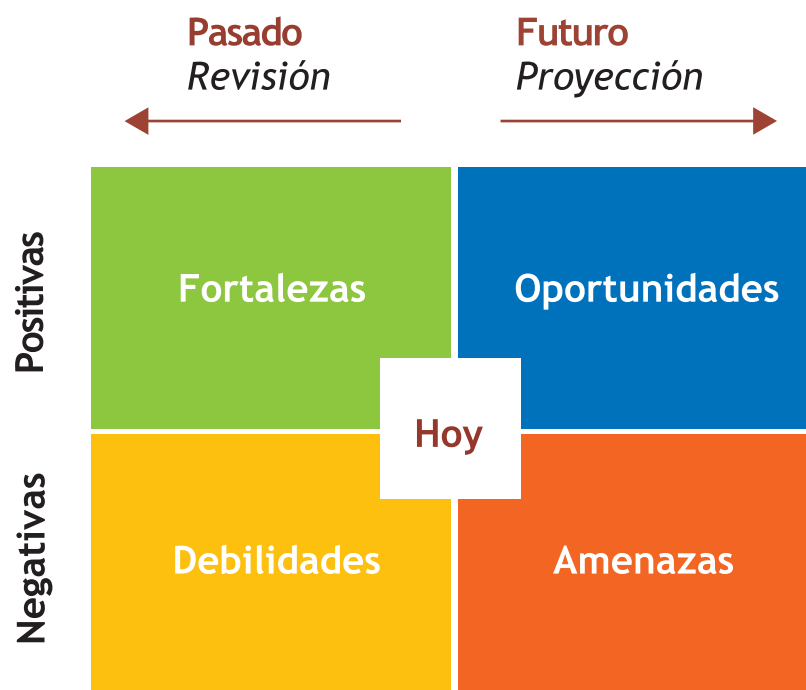 Pasado
Revisión
Futuro
Proyección
Positivas
Fortalezas
Oportunidades
Hoy
Negativas
Debilidades
Amenazas